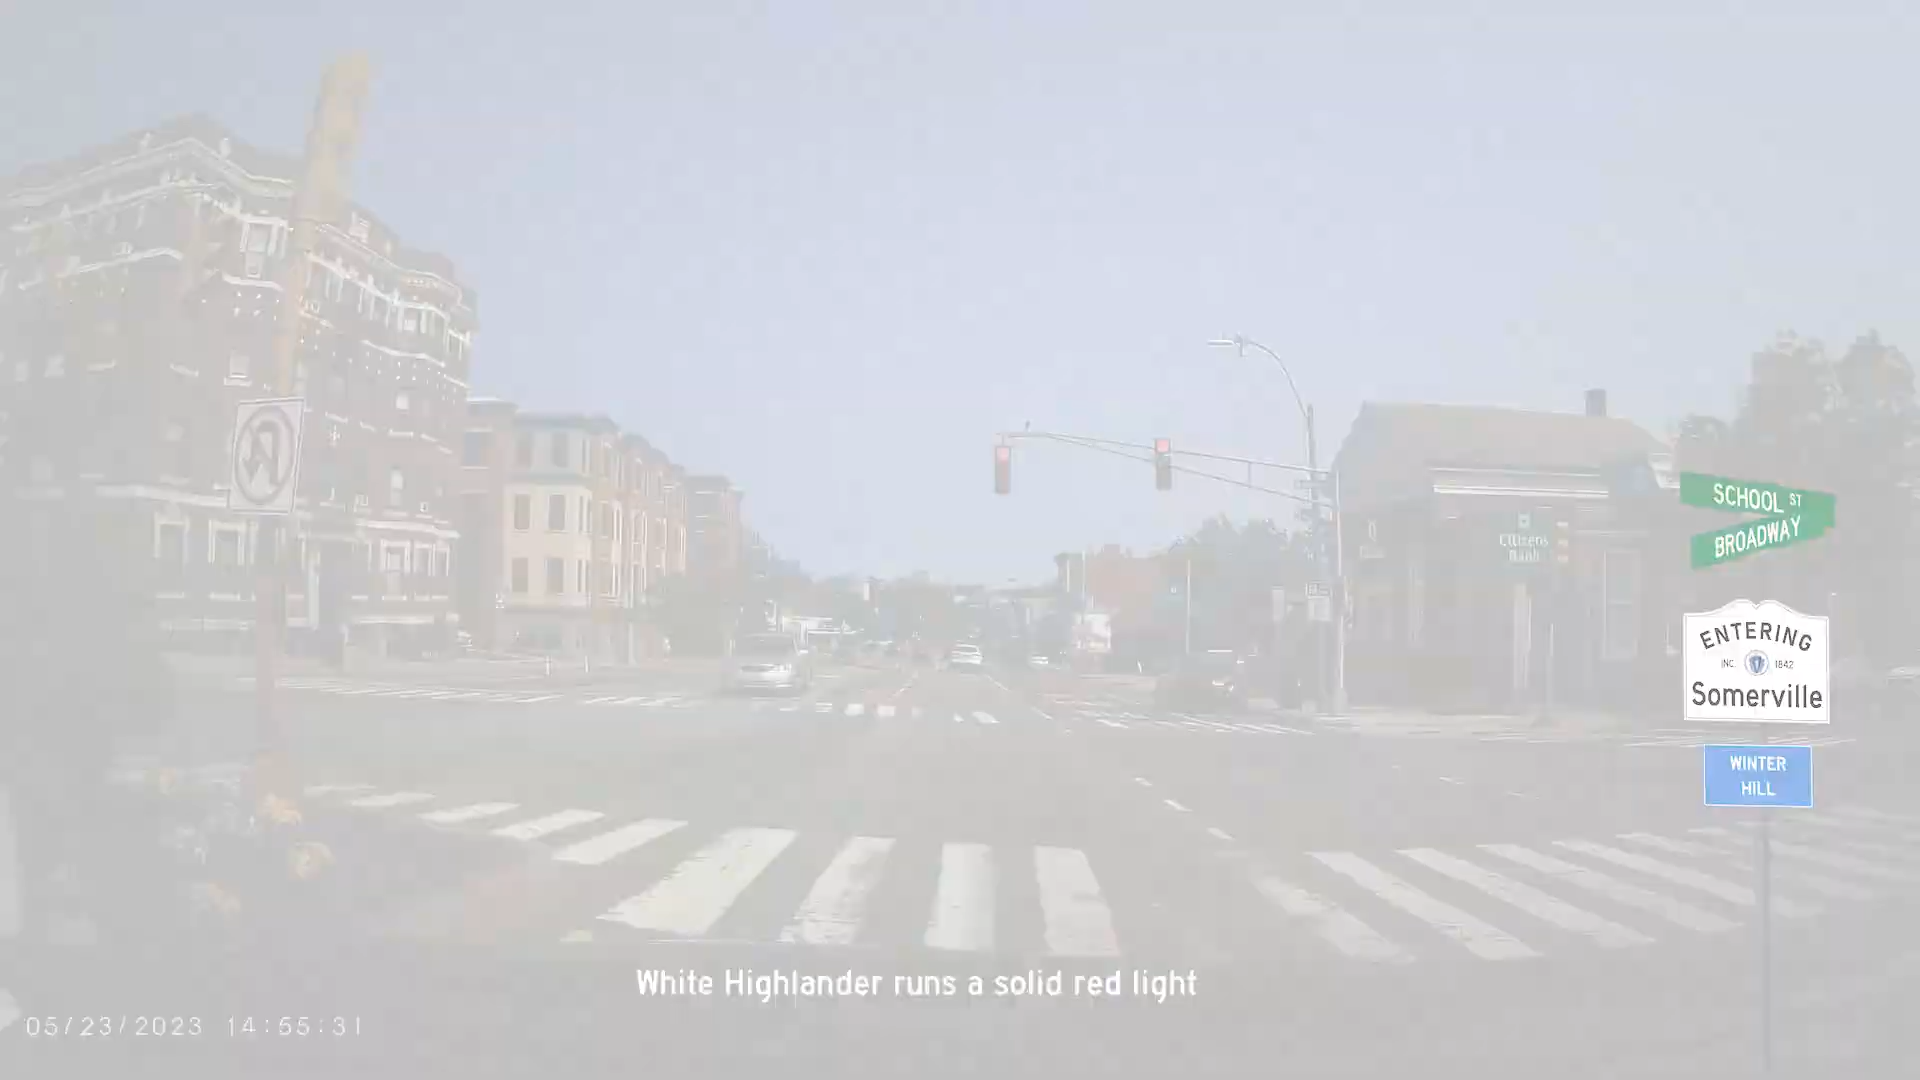 Citizens
Bank
SCHOOL ST
BROADWAY
ENTERING
INC. 1842
Somerville
WINTER
HILL
White Highlander runs a solid red light
05/23/2023 14:55:31